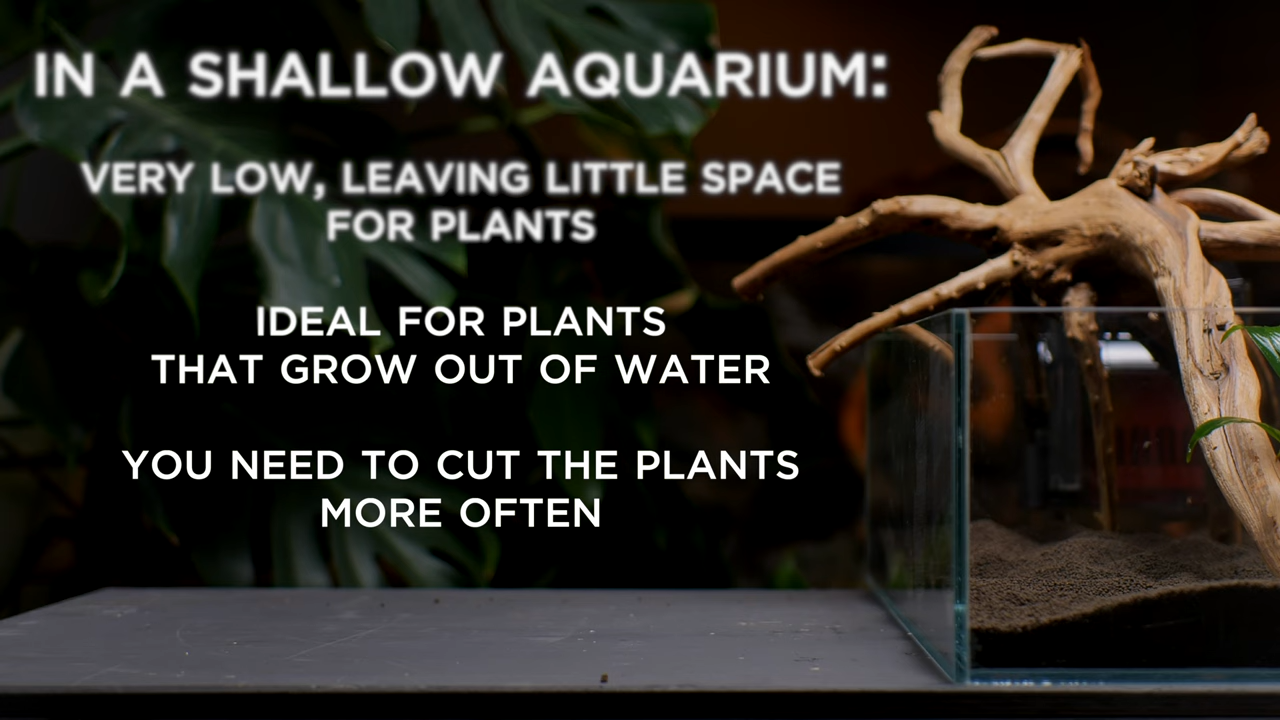 IN A SHALLOW AQUARIUM:
VERY LOW, LEAVING LITTLE SPACE
FOR PLANTS
IDEAL FOR PLANTS
THAT GROW OUT OF WATER
YOU NEED TO CUT THE PLANTS
MORE OFTEN